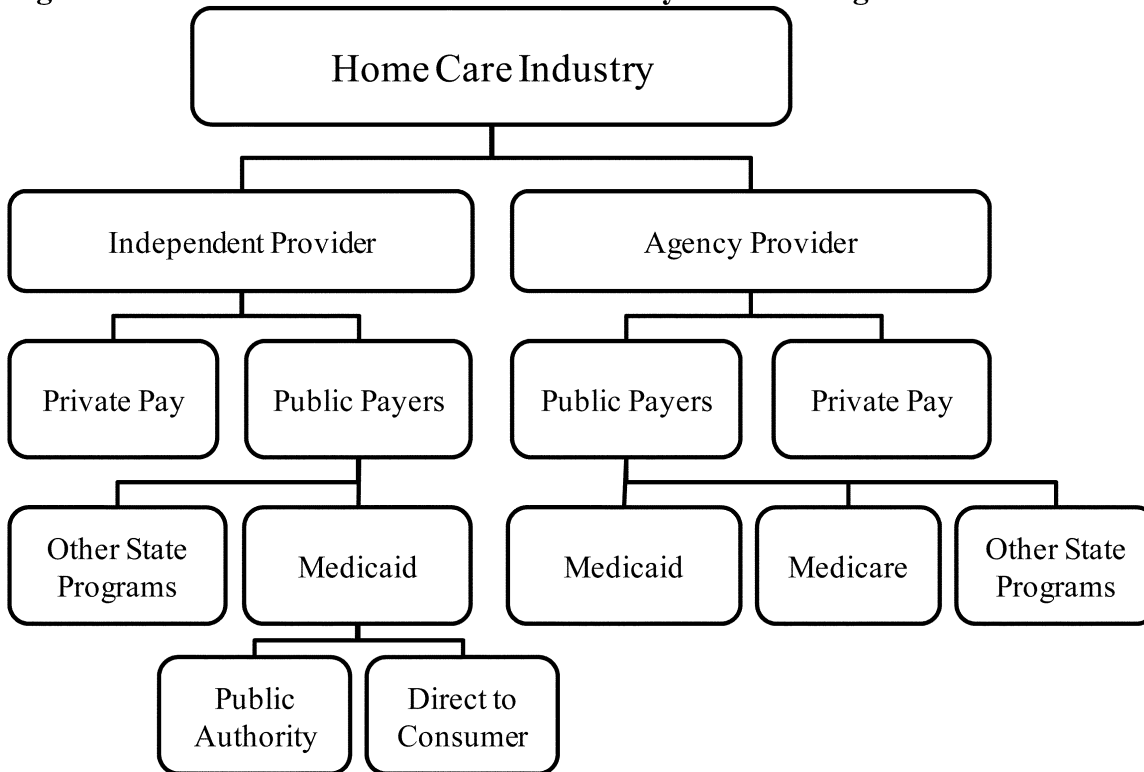 Home Care Industry
Independent Provider
Agency Provider
Private Pay
Public Payers
Public Payers
Private Pay
Other State
Programs
Medicaid
Medicaid
Medicare
Other State
Programs
Public
Authority
Direct to
Consumer